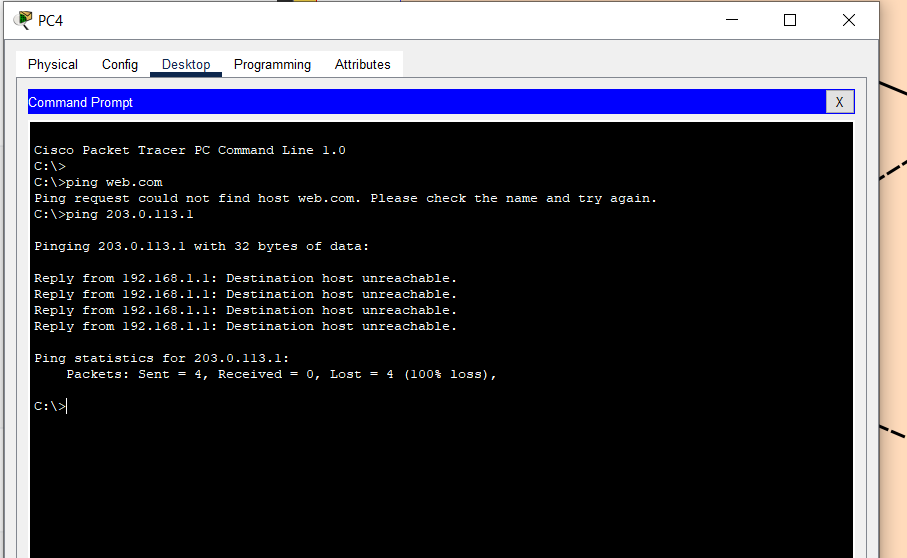 PC4
Physical Config Desktop Programming Attributes
Command Prompt
X
Cisco Packet Tracer PC Command Line 1.0
C:\>
C:\>ping web.com
Ping request could not find host web.com. Please check the name and try again.
C:\>ping 203.0.113.1
Pinging 203.0.113.1 with 32 bytes of data:
Reply from 192.168.1.1: Destination host unreachable.
Reply from 192.168.1.1: Destination host unreachable.
Reply from 192.168.1.1: Destination host unreachable.
Reply from 192.168.1.1: Destination host unreachable.
Ping statistics for 203.0.113.1:
Packets: Sent = 4, Received = 0, Lost = 4 (100% loss),
C:\>